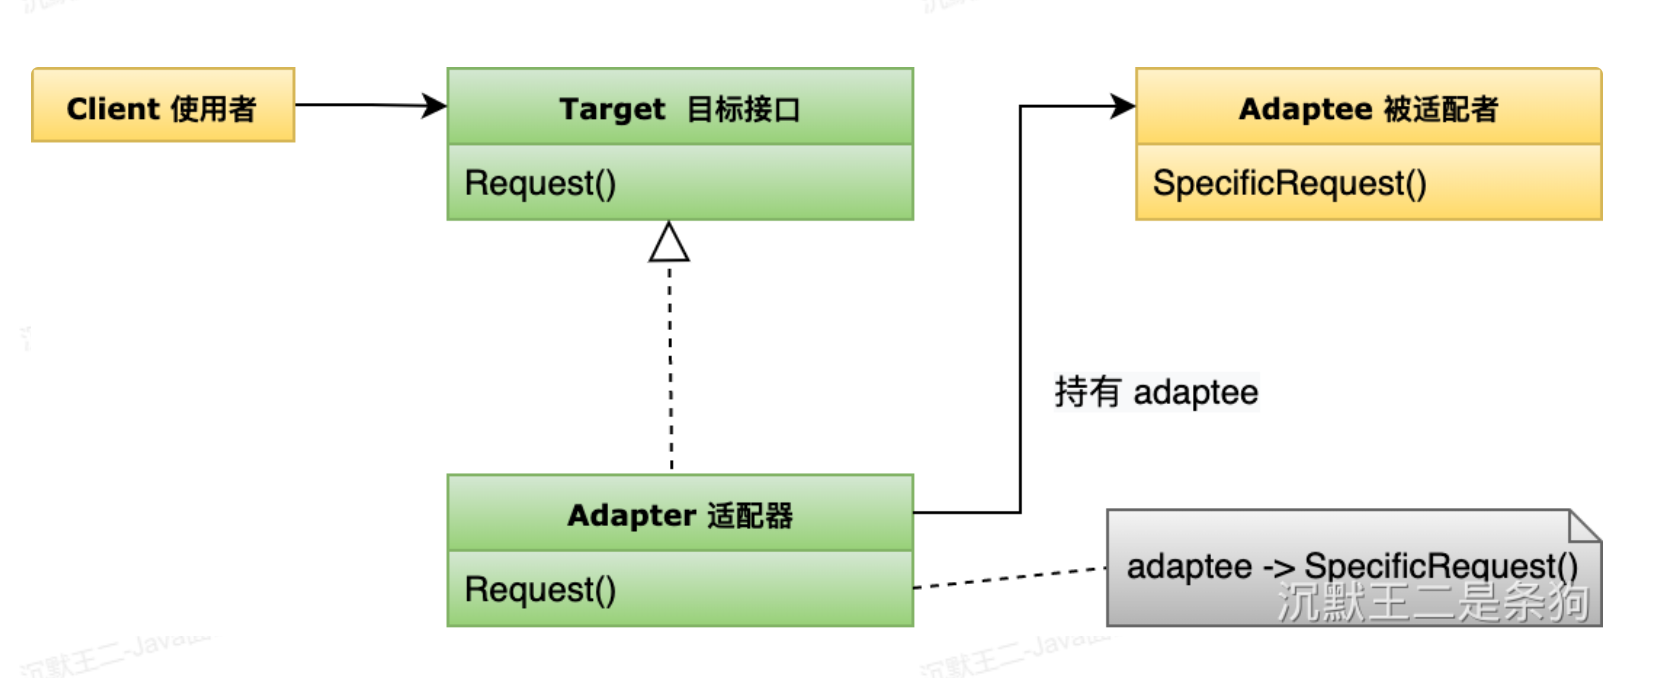 Client 使用者
Target 目标接口
Request()
Adaptee 被适配者
SpecificRequest()
持有 adaptee
Adapter 适配器
Request()
adaptee -> SpecificRequest()
沉默王二是条狗
沉默王二-Java
沉默王二-Java